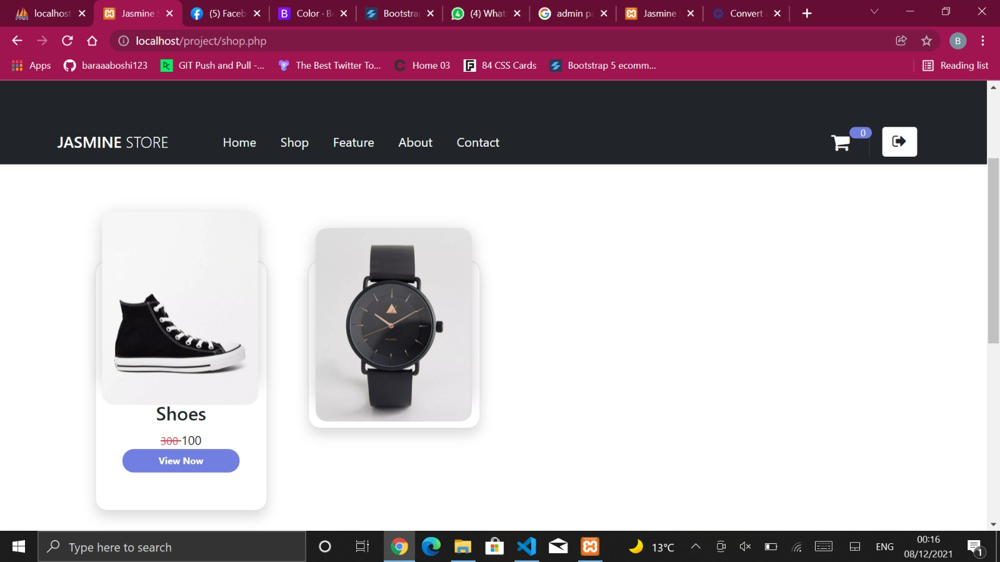 localhost
Jasmine S
(5) Faceb
Color · B
Bootstra
(4) What
admin p
Jasmine
Convert
localhost/project/shop.php
B
Apps
baraaaboshi123
GIT Push and Pull -...
The Best Twitter To...
Home 03
84 CSS Cards
Bootstrap 5 ecomm...
Reading list
JASMINE STORE
Home
Shop
Feature
About
Contact
0
Shoes
300 100
View Now
Type here to search
13°C
ENG
00:16
08/12/2021
1